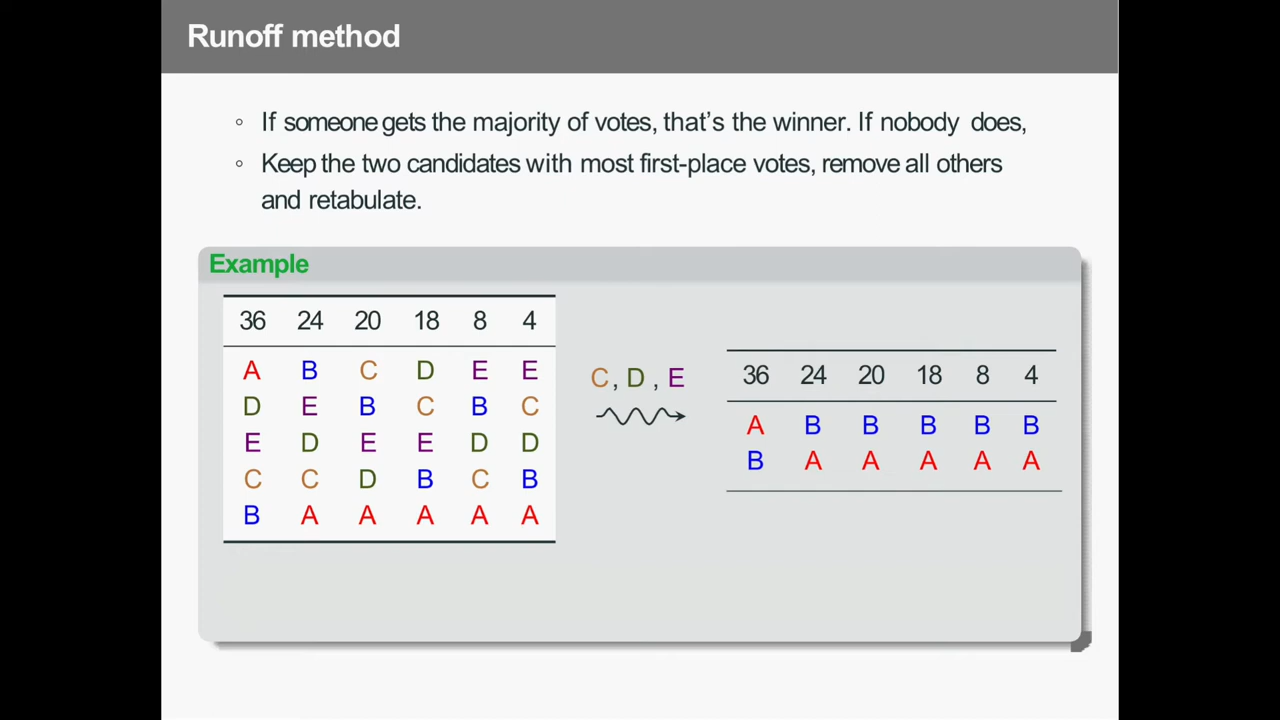 Runoff method
◦ If someone gets the majority of votes, that's the winner. If nobody does,
◦ Keep the two candidates with most first-place votes, remove all others
and retabulate.
Example
36 24 20 18 8 4
A B C D E E
D E B C B C
E D E E D D
C C D B C B
B A A A A A
C, D , E
36 24 20 18 8 4
A B B B B B
B A A A A A